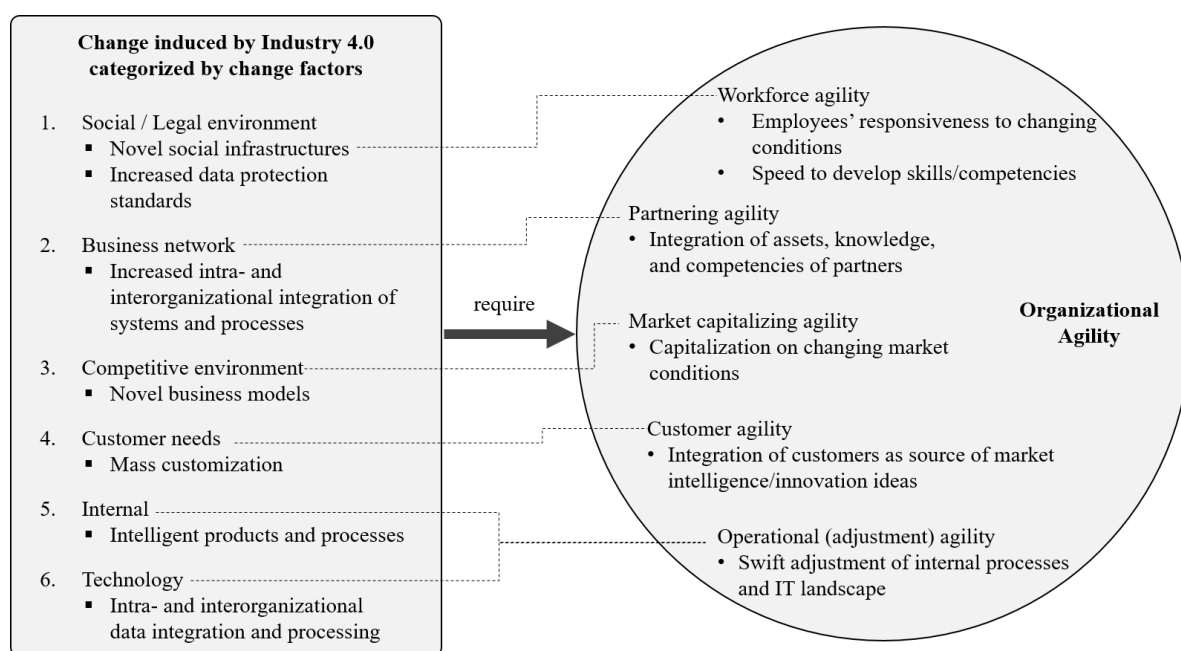 Change induced by Industry 4.0
categorized by change factors
1. Social / Legal environment
▪ Novel social infrastructures
▪ Increased data protection
standards
2. Business network
▪ Increased intra- and
interorganizational integration of
systems and processes
3. Competitive environment
▪ Novel business models
4. Customer needs
▪ Mass customization
5. Internal
▪ Intelligent products and processes
6. Technology
▪ Intra- and interorganizational
data integration and processing
require
Workforce agility
• Employees’ responsiveness to changing
conditions
• Speed to develop skills/competencies
Partnering agility
• Integration of assets, knowledge,
and competencies of partners
Market capitalizing agility
• Capitalization on changing market
conditions
Customer agility
• Integration of customers as source of market
intelligence/innovation ideas
Operational (adjustment) agility
• Swift adjustment of internal processes
and IT landscape
Organizational
Agility